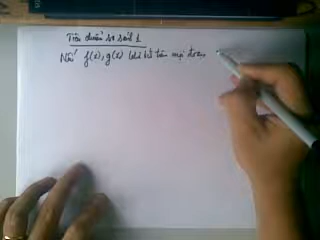 Tiêu chuẩn so sánh 1
Nếu f(x), g(x) khả tích trên mọi đoạn